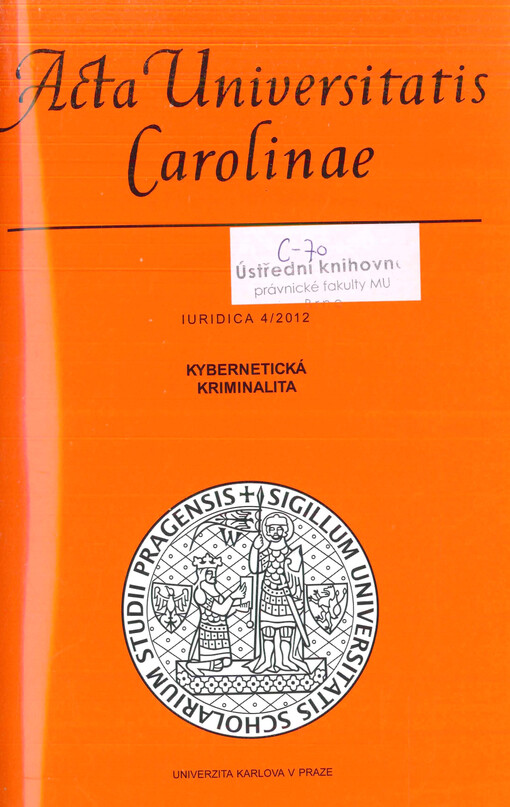 Acta Universitatis
Carolinae
C-70
Ústřední knihovn
právnické fakulty MU
IURIDICA 4/2012
KYBERNETICKÁ
KRIMINALITA
SIGILLUM UNIVERSITATIS SCHOLARIUM STUDII PRAGENSIS
W
UNIVERZITA KARLOVA V PRAZE